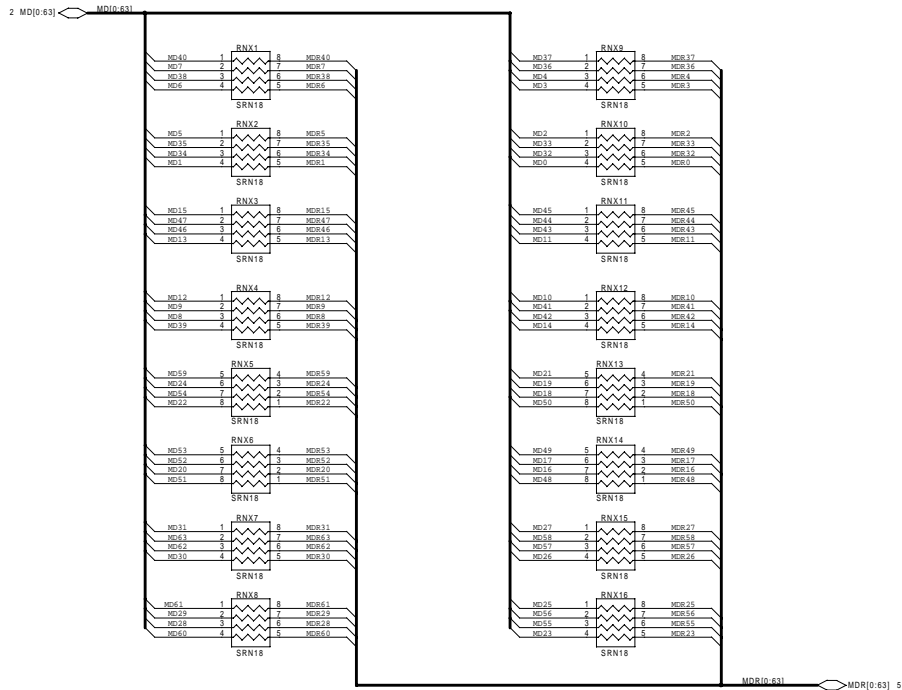 2 MD[0:63] MD[0:63]
RNX1
MD40 1 8 MDR40
MD7 2 7 MDR7
MD38 3 6 MDR38
MD6 4 5 MDR6
SRN18
RNX2
MD5 1 8 MDR5
MD35 2 7 MDR35
MD34 3 6 MDR34
MD1 4 5 MDR1
SRN18
RNX3
MD15 1 8 MDR15
MD47 2 7 MDR47
MD46 3 6 MDR46
MD13 4 5 MDR13
SRN18
RNX4
MD12 1 8 MDR12
MD9 2 7 MDR9
MD8 3 6 MDR8
MD39 4 5 MDR39
SRN18
RNX5
MD59 5 4 MDR59
MD24 6 3 MDR24
MD54 7 2 MDR54
MD22 8 1 MDR22
SRN18
RNX6
MD53 5 4 MDR53
MD52 6 3 MDR52
MD20 7 2 MDR20
MD51 8 1 MDR51
SRN18
RNX7
MD31 1 8 MDR31
MD63 2 7 MDR63
MD62 3 6 MDR62
MD30 4 5 MDR30
SRN18
RNX8
MD61 1 8 MDR61
MD29 2 7 MDR29
MD28 3 6 MDR28
MD60 4 5 MDR60
SRN18
RNX9
MD37 1 8 MDR37
MD36 2 7 MDR36
MD4 3 6 MDR4
MD3 4 5 MDR3
SRN18
RNX10
MD2 1 8 MDR2
MD33 2 7 MDR33
MD32 3 6 MDR32
MD0 4 5 MDR0
SRN18
RNX11
MD45 1 8 MDR45
MD44 2 7 MDR44
MD43 3 6 MDR43
MD11 4 5 MDR11
SRN18
RNX12
MD10 1 8 MDR10
MD41 2 7 MDR41
MD42 3 6 MDR42
MD14 4 5 MDR14
SRN18
RNX13
MD21 5 4 MDR21
MD19 6 3 MDR19
MD18 7 2 MDR18
MD50 8 1 MDR50
SRN18
RNX14
MD49 5 4 MDR49
MD17 6 3 MDR17
MD16 7 2 MDR16
MD48 8 1 MDR48
SRN18
RNX15
MD27 1 8 MDR27
MD58 2 7 MDR58
MD57 3 6 MDR57
MD26 4 5 MDR26
SRN18
RNX16
MD25 1 8 MDR25
MD56 2 7 MDR56
MD55 3 6 MDR55
MD23 4 5 MDR23
SRN18
MDR[0:63] MDR[0:63] 5